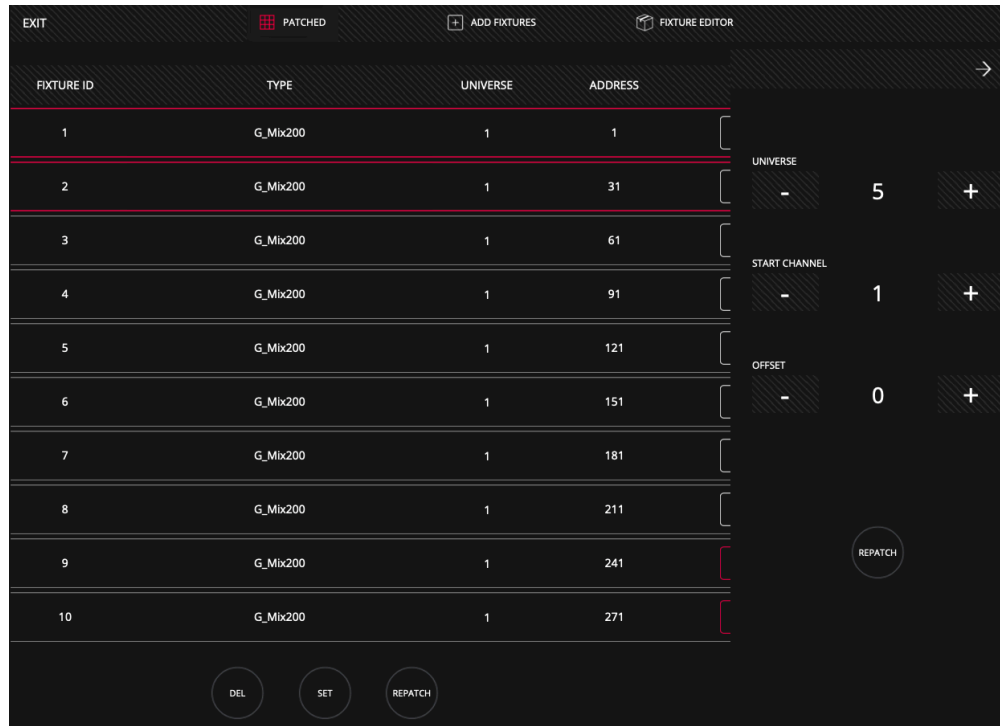 EXIT PATCHED ADD FIXTURES FIXTURE EDITOR
FIXTURE ID TYPE UNIVERSE ADDRESS
1 G_Mix200 1 1
2 G_Mix200 1 31
3 G_Mix200 1 61
4 G_Mix200 1 91
5 G_Mix200 1 121
6 G_Mix200 1 151
7 G_Mix200 1 181
8 G_Mix200 1 211
9 G_Mix200 1 241
10 G_Mix200 1 271
DEL SET REPATCH
UNIVERSE
- 5 +
START CHANNEL
- 1 +
OFFSET
- 0 +
REPATCH